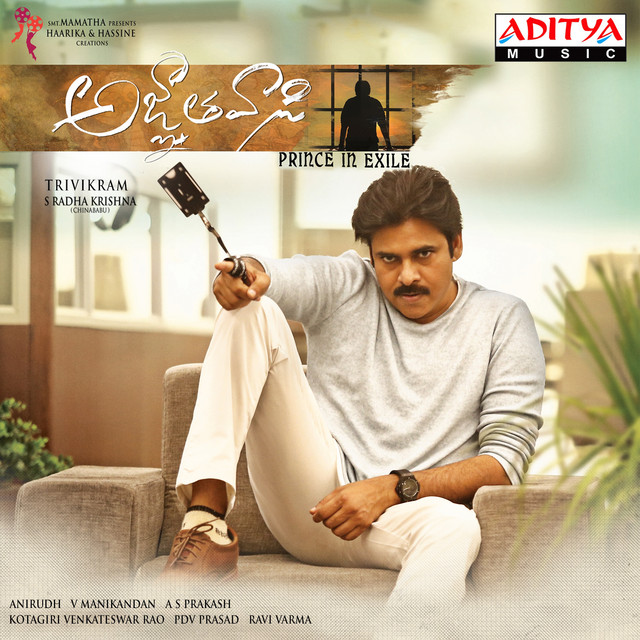 SMT. MAMATHA PRESENTS
HAARIKA & HASSINE
CREATIONS
ADITYA
MUSIC
అజ్ఞాతవాసి
PRINCE IN EXILE
TRIVIKRAM
S RADHA KRISHNA
(CHINABABU)
ANIRUDH V MANIKANDAN A S PRAKASH
KOTAGIRI VENKATESWAR RAO PDV PRASAD RAVI VARMA